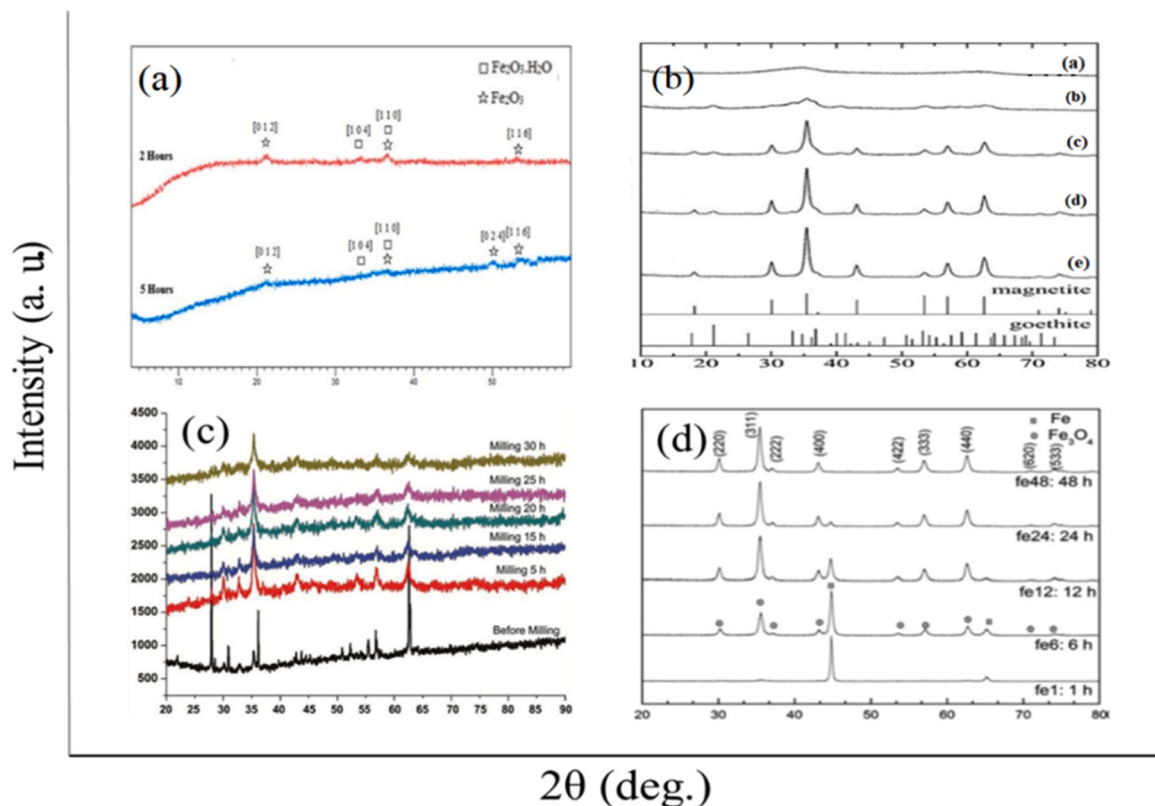 Intensity (a. u.)
(a)
□ Fe₂O₃.H₂O
☆ Fe₂O₃
[0 1 2]
[1 0 4]
[1 1 0]
[1 1 6]
2 Hours
[0 1 2]
[1 0 4]
[1 1 0]
[0 2 4]
[1 1 6]
5 Hours
10 20 30 40 50
(b)
(a)
(b)
(c)
(d)
(e)
magnetite
goethite
10 20 30 40 50 60 70 80
(c)
4500
4000
3500
3000
2500
2000
1500
1000
500
Milling 30 h
Milling 25 h
Milling 20 h
Milling 15 h
Milling 5 h
Before Milling
20 25 30 35 40 45 50 55 60 65 70 75 80 85 90
(d)
Fe
Fe₃O₄
(220) (311) (222) (400) (422) (333) (440) (620) (533)
fe48: 48 h
fe24: 24 h
fe12: 12 h
fe6: 6 h
fe1: 1 h
20 30 40 50 60 70 80
2θ (deg.)